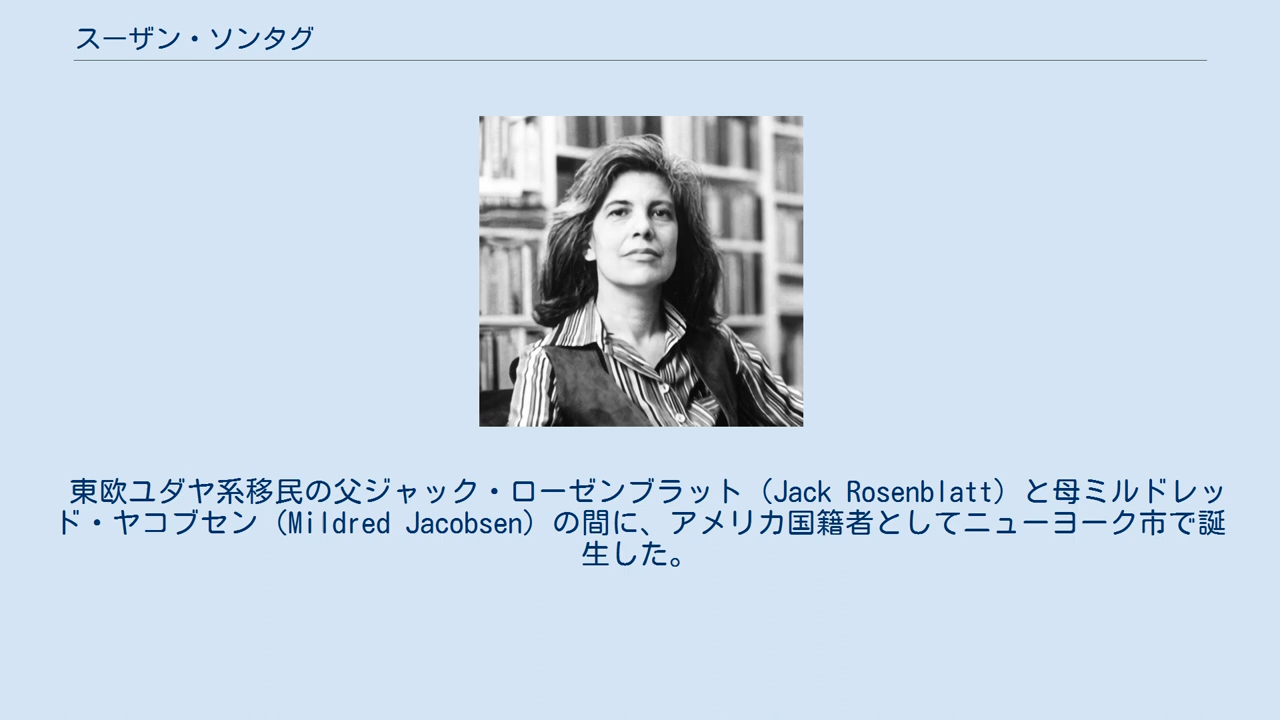 スーザン・ソンタグ
東欧ユダヤ系移民の父ジャック・ローゼンブラット（Jack Rosenblatt）と母ミルドレッ
ド・ヤコブセン（Mildred Jacobsen）の間に、アメリカ国籍者としてニューヨーク市で誕
生した。